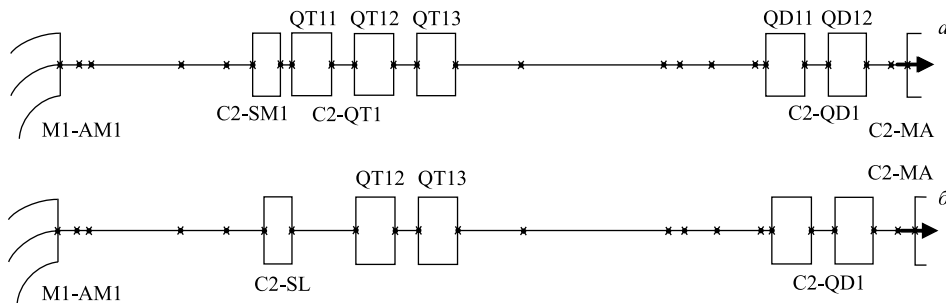 QT11 QT12 QT13 QD11 QD12 а
C2-SM1 C2-QT1 C2-QD1
M1-AM1 C2-MA
C2-MA
QT12 QT13 б
C2-SL C2-QD1
M1-AM1